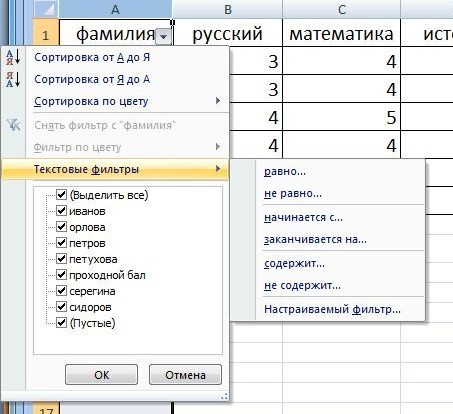 A B C
1 фамилия русский математика ист
Сортировка от А до Я
Сортировка от Я до А
Сортировка по цвету
Снять фильтр с "фамилия"
Фильтр по цвету
Текстовые фильтры
3 4
3 4
4 5
4 4
(Выделить все)
иванов
орлова
петров
петухова
проходной бал
серегина
сидоров
(Пустые)
ОК Отмена
равно...
не равно...
начинается с...
заканчивается на...
содержит...
не содержит...
Настраиваемый фильтр...
17